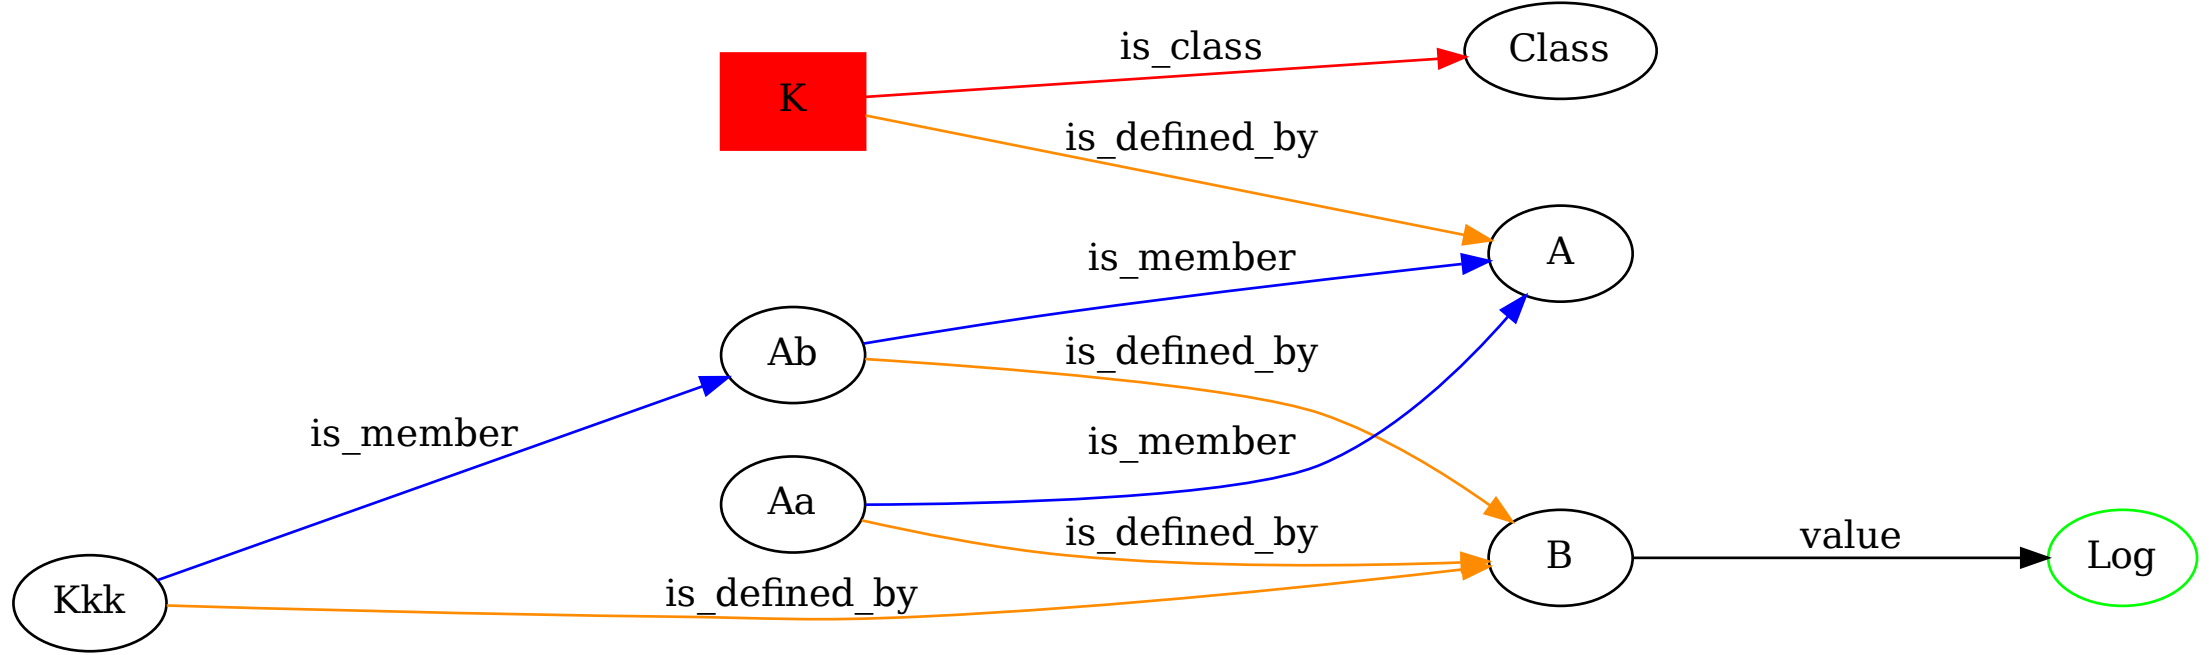 is_class
Class
K
is_defined_by
is_member
A
Ab
is_defined_by
is_member
is_member
Aa
is_defined_by
B
value
Log
Kkk
is_defined_by